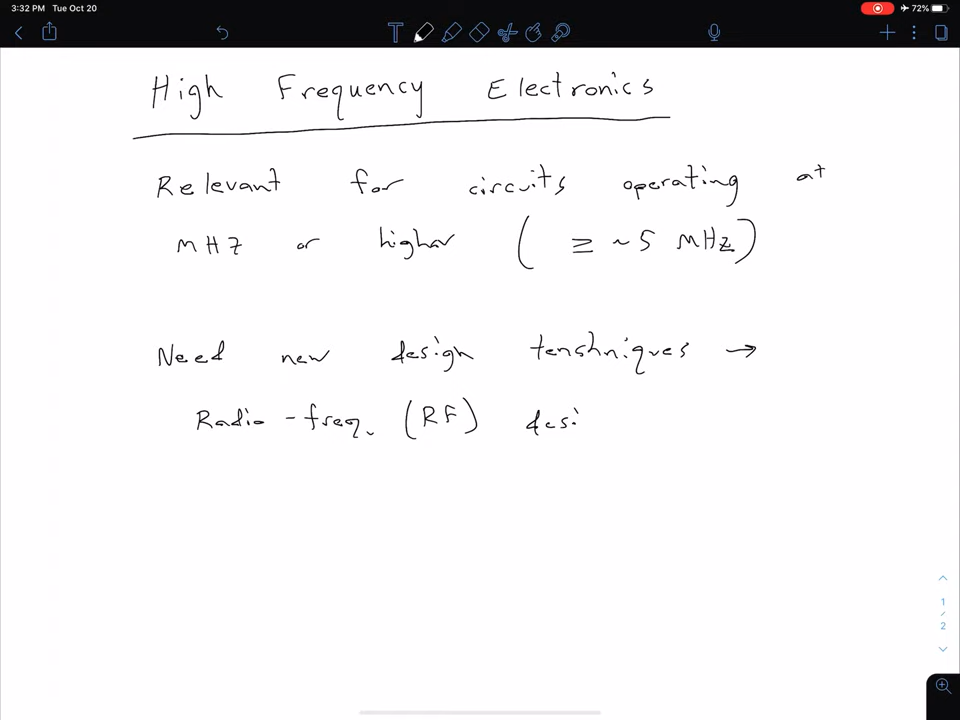 3:32 PM Tue Oct 20
72%
T
High Frequency Electronics
Relevant for circuits operating at
MHz or higher ( ≥ ~5 MHz)
Need new design tenshniques →
Radio-freq. (RF) desi
1
/
2